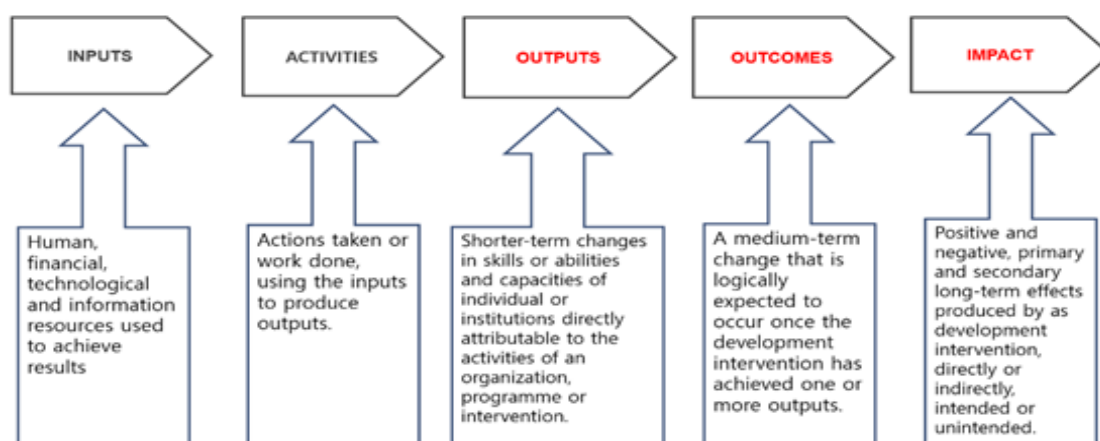 INPUTS
ACTIVITIES
OUTPUTS
OUTCOMES
IMPACT
Human,
financial,
technological
and information
resources used
to achieve
results
Actions taken or
work done,
using the inputs
to produce
outputs.
Shorter-term changes
in skills or abilities
and capacities of
individual or
institutions directly
attributable to the
activities of an
organization,
programme or
intervention.
A medium-term
change that is
logically
expected to
occur once the
development
intervention has
achieved one or
more outputs.
Positive and
negative, primary
and secondary
long-term effects
produced by as
development
intervention,
directly or
indirectly,
intended or
unintended.